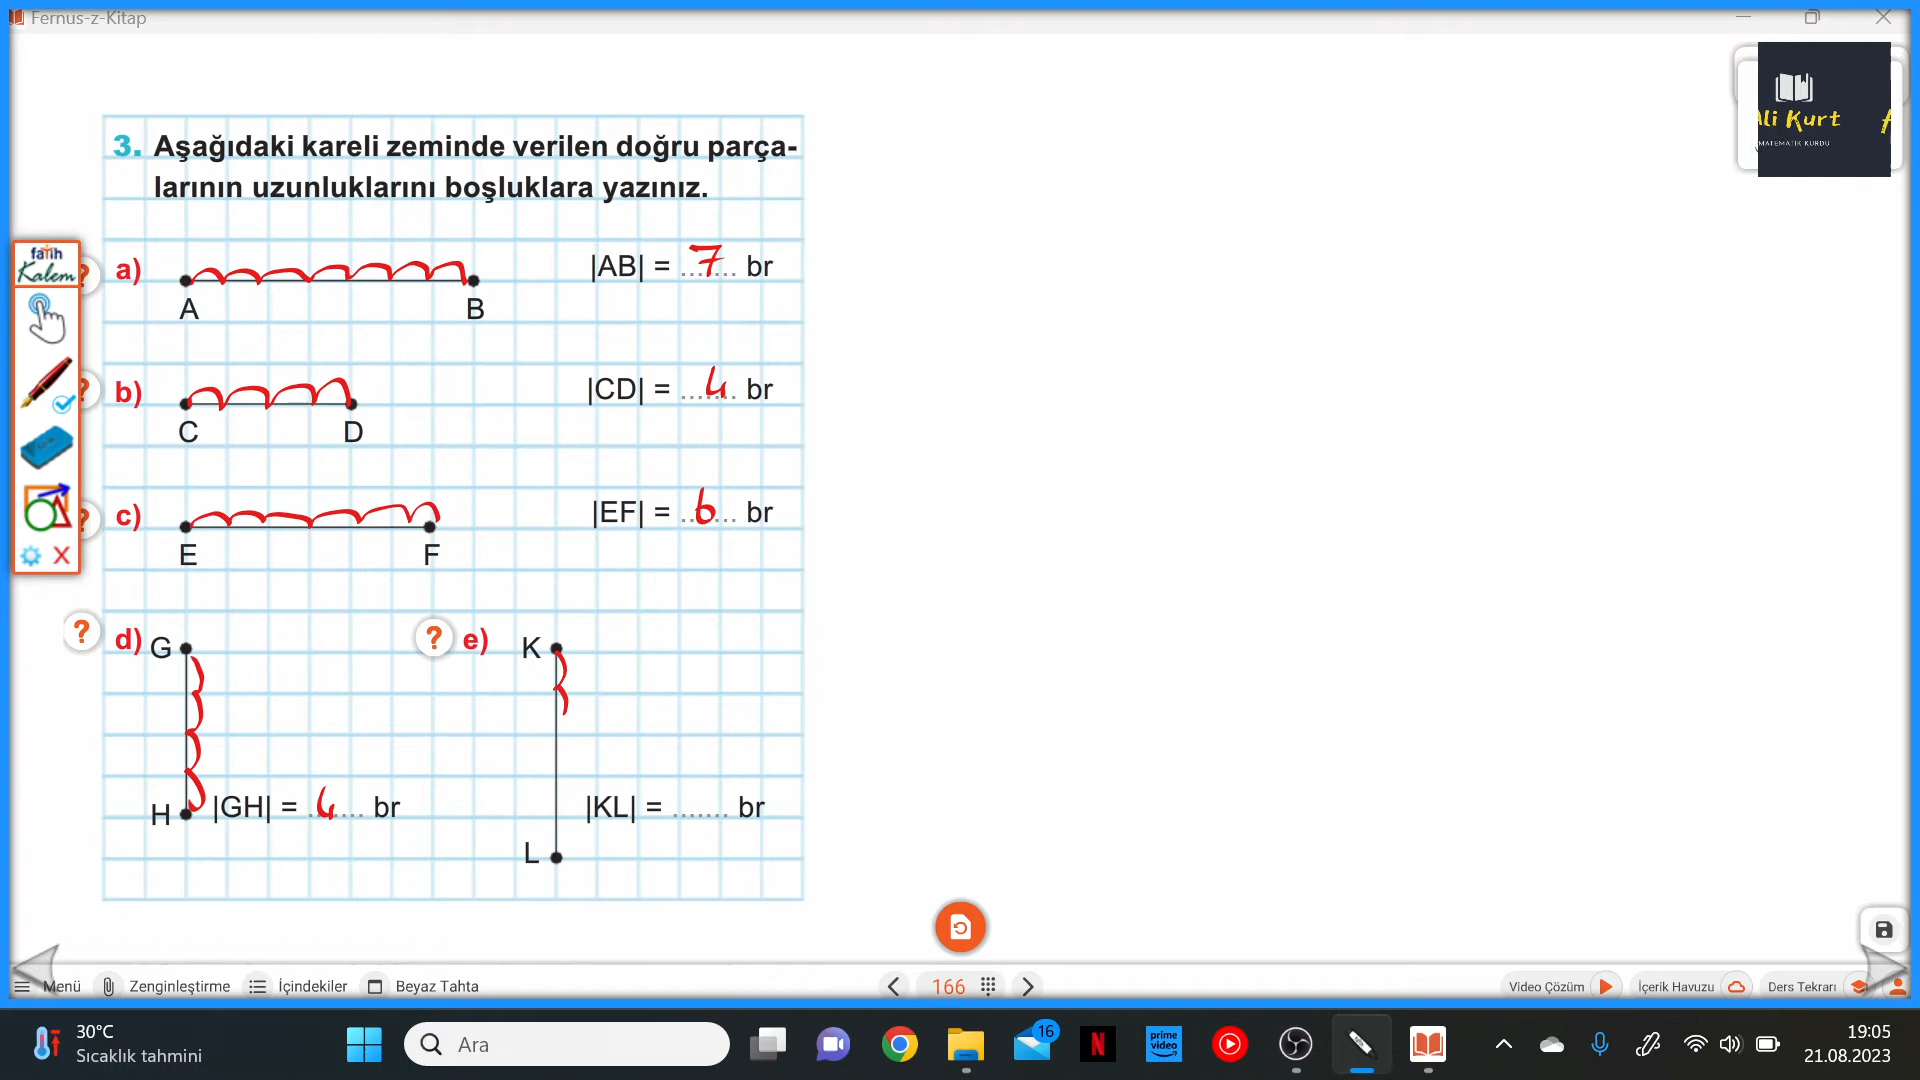 Fernus-z-Kitap
Ali Kurt
MATEMATİK KURDU
3. Aşağıdaki kareli zeminde verilen doğru parça-
larının uzunluklarını boşluklara yazınız.
fatih
Kalem
a) |AB| = 7 br
A B
b) |CD| = 4 br
C D
c) |EF| = 6 br
E F
? d) G ? e) K
H |GH| = 4 br |KL| = ....... br
L
Menü Zenginleştirme İçindekiler Beyaz Tahta 166 Video Çözüm İçerik Havuzu Ders Tekrarı
30°C
Sıcaklık tahmini
Ara
16
N
prime
video
19:05
21.08.2023